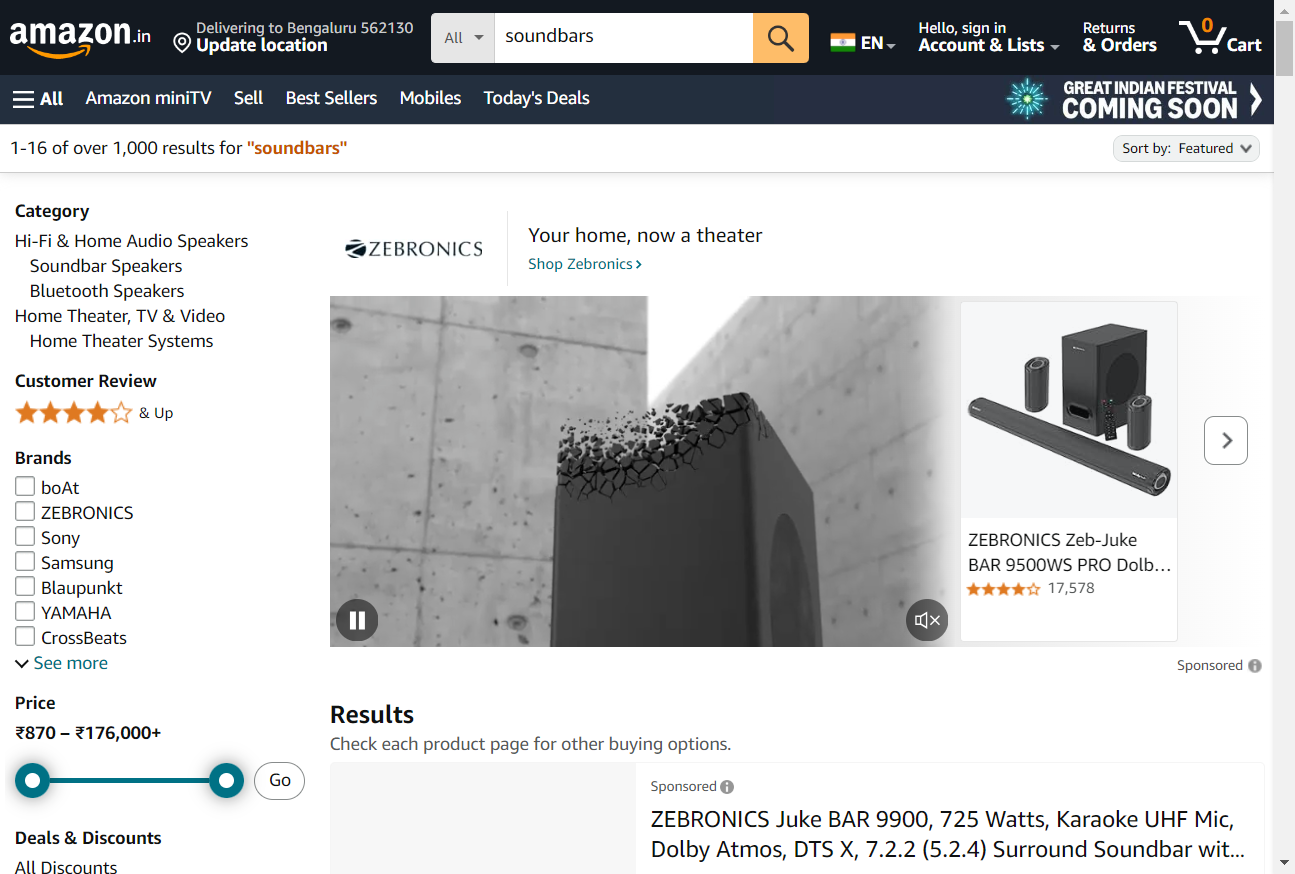 amazon.in
Delivering to Bengaluru 562130
Update location
All
soundbars
EN
Hello, sign in
Account & Lists
Returns
& Orders
0
Cart
All
Amazon miniTV
Sell
Best Sellers
Mobiles
Today's Deals
GREAT INDIAN FESTIVAL
COMING SOON
1-16 of over 1,000 results for "soundbars"
Sort by: Featured
Category
Hi-Fi & Home Audio Speakers
Soundbar Speakers
Bluetooth Speakers
Home Theater, TV & Video
Home Theater Systems
Customer Review
& Up
Brands
boAt
ZEBRONICS
Sony
Samsung
Blaupunkt
YAMAHA
CrossBeats
See more
Price
₹870 – ₹176,000+
Go
Deals & Discounts
All Discounts
ZEBRONICS
Your home, now a theater
Shop Zebronics
ZEBRONICS Zeb-Juke
BAR 9500WS PRO Dolb…
17,578
Sponsored
Results
Check each product page for other buying options.
Sponsored
ZEBRONICS Juke BAR 9900, 725 Watts, Karaoke UHF Mic,
Dolby Atmos, DTS X, 7.2.2 (5.2.4) Surround Soundbar wit...